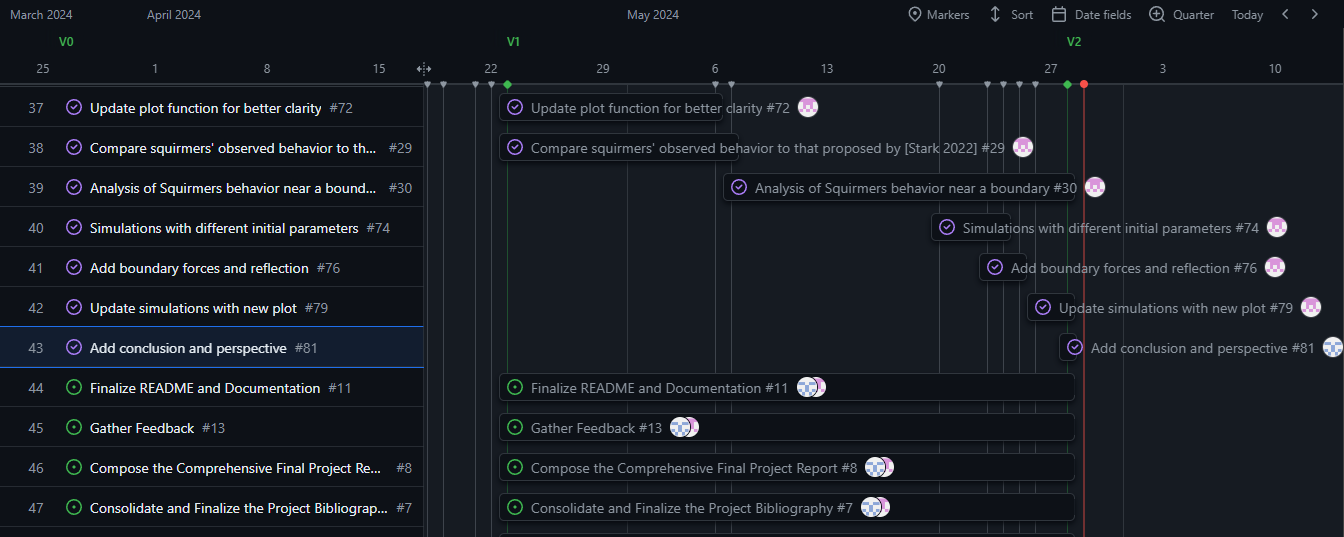 March 2024 April 2024 May 2024 Markers Sort Date fields Quarter Today
V0 V1 V2
25 1 8 15 22 29 6 13 20 27 3 10
37 Update plot function for better clarity #72 Update plot function for better clarity #72
38 Compare squirmers' observed behavior to th... #29 Compare squirmers' observed behavior to that proposed by [Stark 2022] #29
39 Analysis of Squirmers behavior near a bound... #30 Analysis of Squirmers behavior near a boundary #30
40 Simulations with different initial parameters #74 Simulations with different initial parameters #74
41 Add boundary forces and reflection #76 Add boundary forces and reflection #76
42 Update simulations with new plot #79 Update simulations with new plot #79
43 Add conclusion and perspective #81 Add conclusion and perspective #81
44 Finalize README and Documentation #11 Finalize README and Documentation #11
45 Gather Feedback #13 Gather Feedback #13
46 Compose the Comprehensive Final Project Re... #8 Compose the Comprehensive Final Project Report #8
47 Consolidate and Finalize the Project Bibliograp... #7 Consolidate and Finalize the Project Bibliography #7